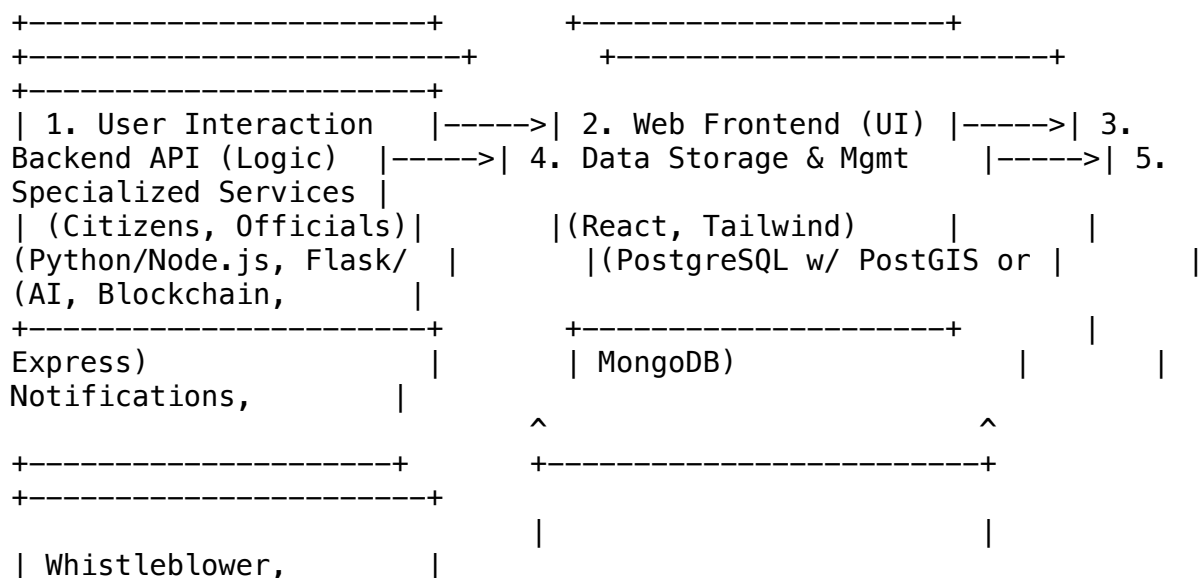 +-----------------------+       +---------------------+
+-------------------------+       +-------------------------+
+-----------------------+
| 1. User Interaction   |----->| 2. Web Frontend (UI) |----->| 3.
Backend API (Logic)  |----->| 4. Data Storage & Mgmt    |----->| 5.
Specialized Services |
| (Citizens, Officials)|       |(React, Tailwind)     |       |
(Python/Node.js, Flask/  |       |(PostgreSQL w/ PostGIS or |       |
(AI, Blockchain,       |
+-----------------------+       +---------------------+       |
Express)                |       | MongoDB)                |       |
Notifications,        |
                              ^                         ^
+---------------------+       +-------------------------+
+-----------------------+
                              |                         |
| Whistleblower,        |